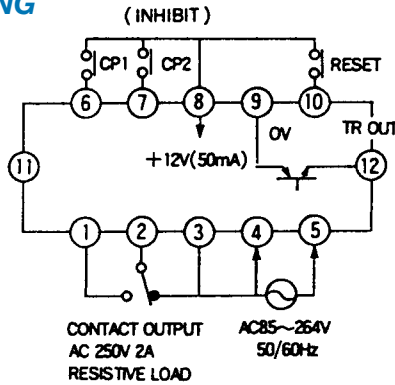 NG
(INHIBIT)
CP1 CP2 RESET
6 7 8 9 10
+12V(50mA) 0V TR OUT
11 12
1 2 3 4 5
CONTACT OUTPUT AC85~264V
AC 250V 2A 50/60Hz
RESISTIVE LOAD